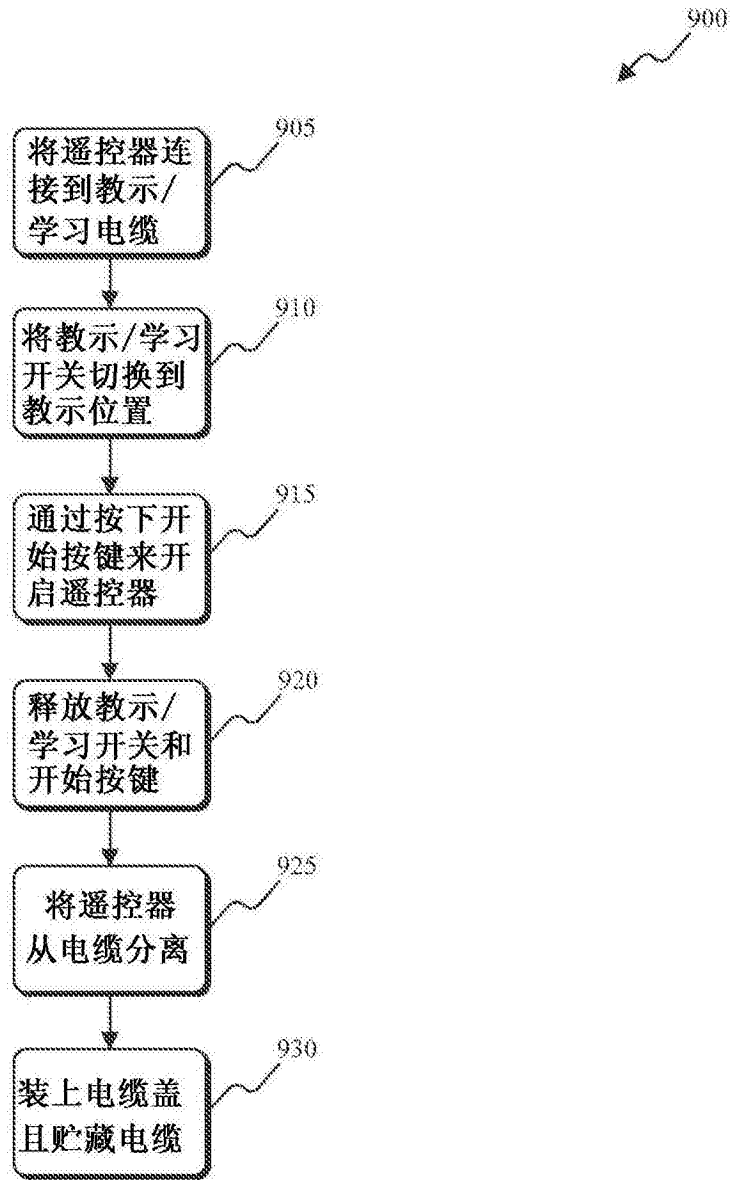 900
905
将遥控器连
接到教示/
学习电缆
910
将教示/学习
开关切换到
教示位置
915
通过按下开
始按键来开
启遥控器
920
释放教示/
学习开关和
开始按键
925
将遥控器
从电缆分离
930
装上电缆盖
且贮藏电缆